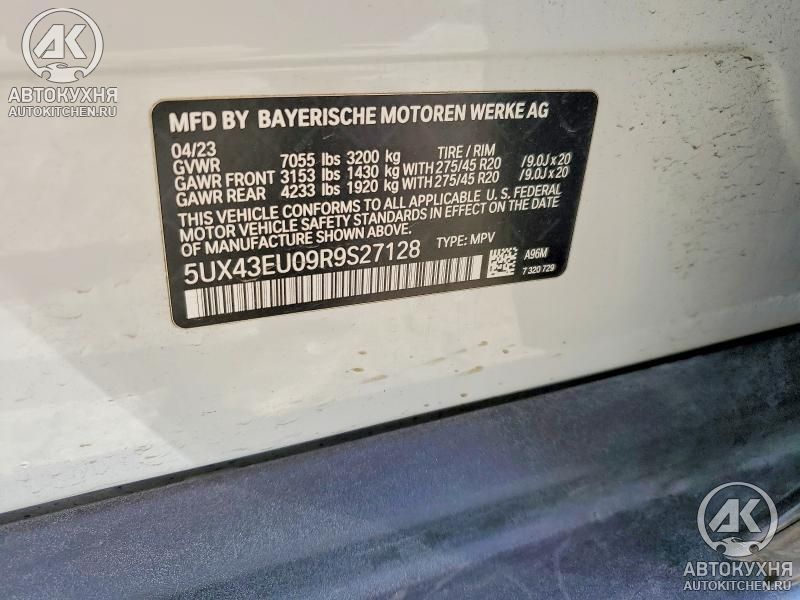 AK
АВТОКУХНЯ
AUTOKITCHEN.RU
MFD BY BAYERISCHE MOTOREN WERKE AG
04/23
GVWR 7055 lbs 3200 kg TIRE / RIM
GAWR FRONT 3153 lbs 1430 kg WITH 275/45 R20 /9.0J x 20
GAWR REAR 4233 lbs 1920 kg WITH 275/45 R20 /9.0J x 20
THIS VEHICLE CONFORMS TO ALL APPLICABLE U. S. FEDERAL
MOTOR VEHICLE SAFETY STANDARDS IN EFFECT ON THE DATE
OF MANUFACTURE SHOWN ABOVE.
5UX43EU09R9S27128 TYPE: MPV A96M
7 320 729
AK
АВТОКУХНЯ
AUTOKITCHEN.RU